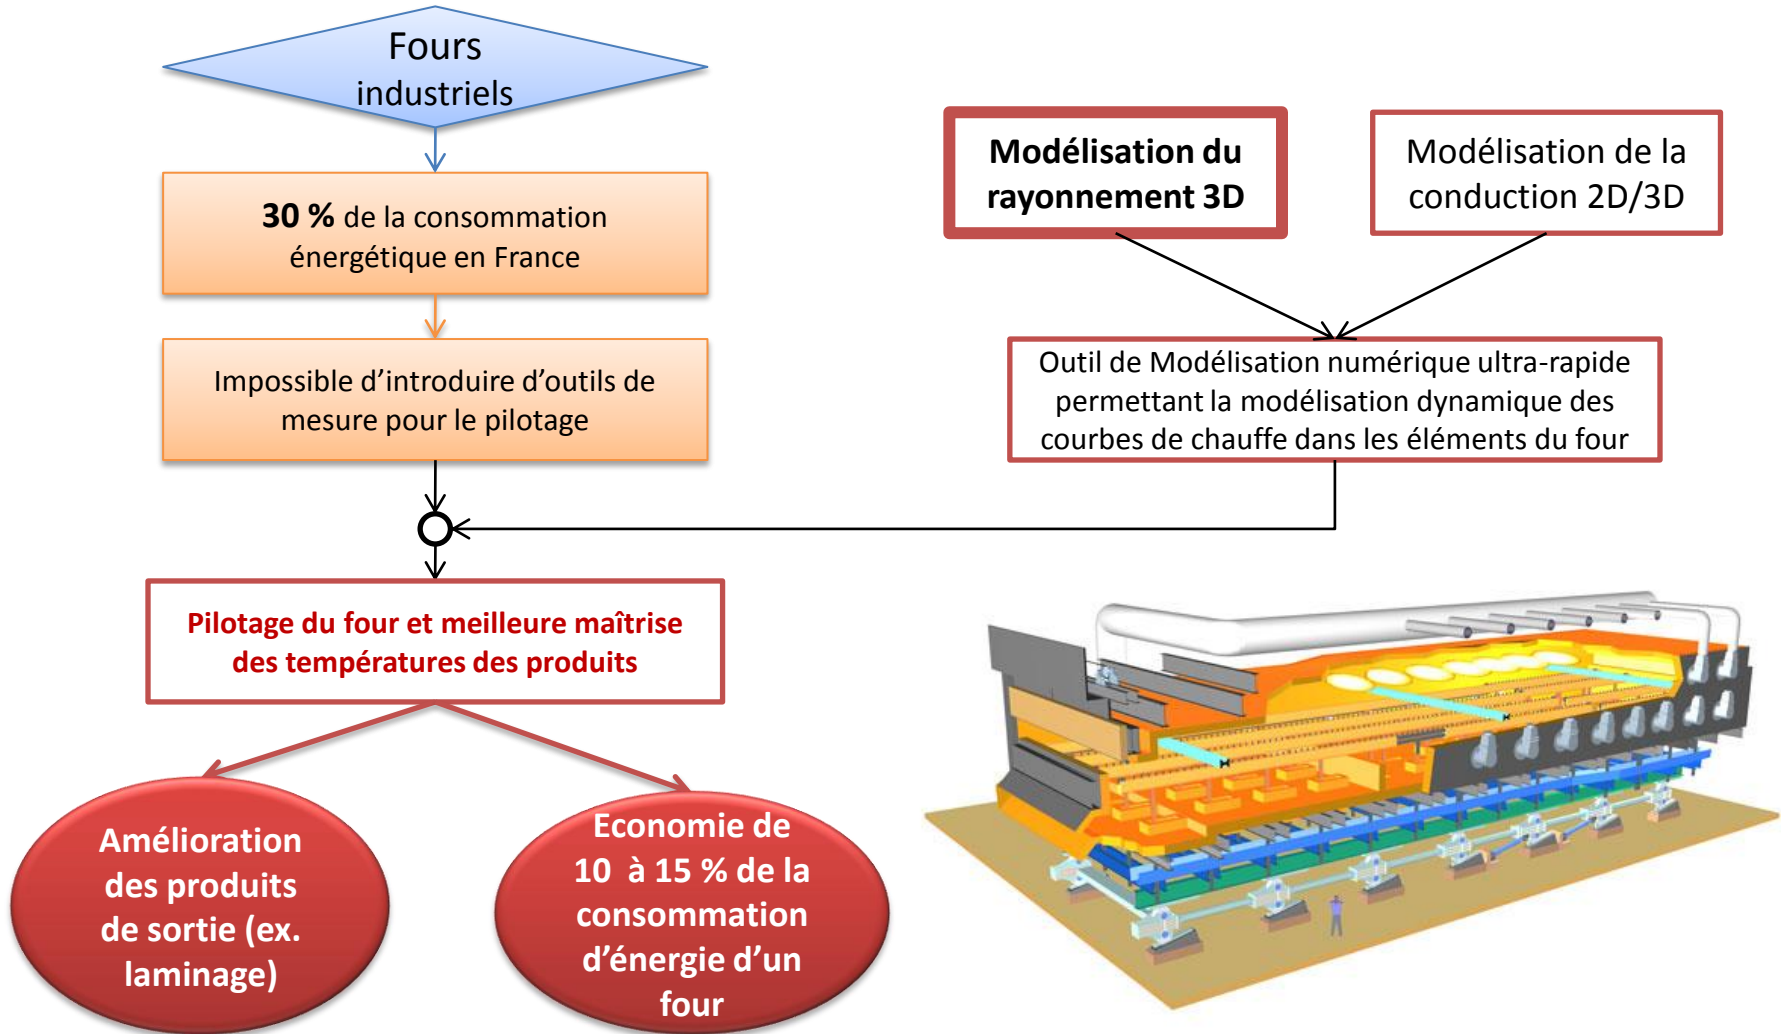 Fours
industriels
30 % de la consommation
énergétique en France
Impossible d’introduire d’outils de
mesure pour le pilotage
Modélisation du
rayonnement 3D
Modélisation de la
conduction 2D/3D
Outil de Modélisation numérique ultra-rapide
permettant la modélisation dynamique des
courbes de chauffe dans les éléments du four
Pilotage du four et meilleure maîtrise
des températures des produits
Amélioration
des produits
de sortie (ex.
laminage)
Economie de
10 à 15 % de la
consommation
d’énergie d’un
four